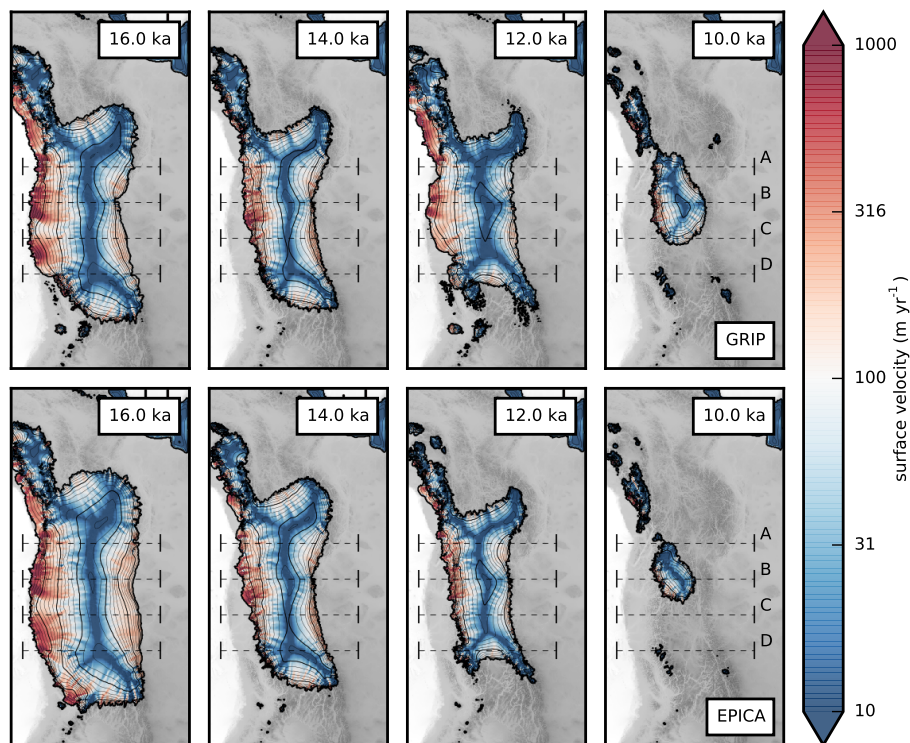 16.0 ka
14.0 ka
12.0 ka
10.0 ka
A
B
C
D
GRIP
16.0 ka
14.0 ka
12.0 ka
10.0 ka
A
B
C
D
EPICA
1000
316
100
31
10
surface velocity (m yr⁻¹)